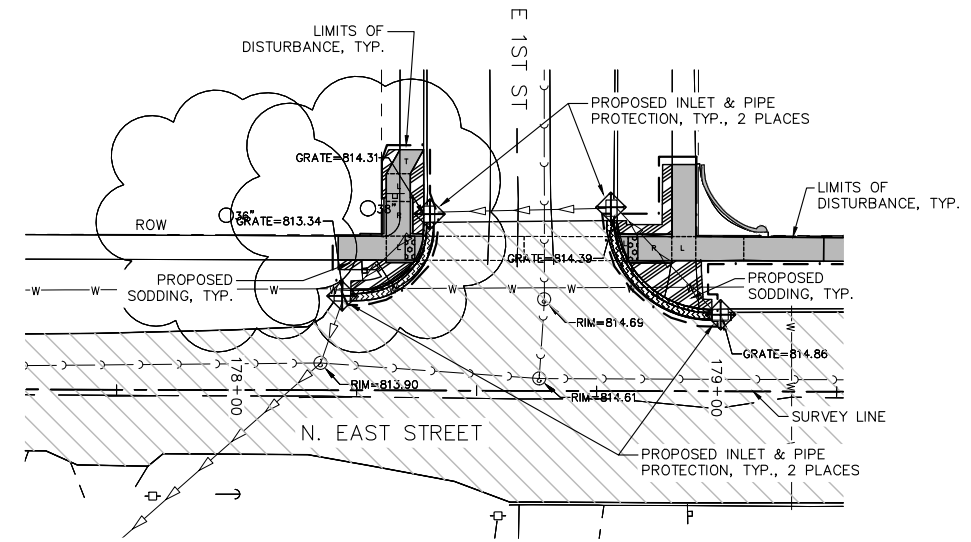 LIMITS OF
DISTURBANCE, TYP.
E 1ST ST
PROPOSED INLET & PIPE
PROTECTION, TYP., 2 PLACES
GRATE=814.31
T
L
R
36"
38"
GRATE=813.34
ROW
LIMITS OF
DISTURBANCE, TYP.
GRATE=814.39
R
L
PROPOSED
SODDING, TYP.
PROPOSED
SODDING, TYP.
W
W
W
W
W
W
W
RIM=814.69
GRATE=814.86
RIM=813.90
RIM=814.61
178+00
179+00
SURVEY LINE
N. EAST STREET
PROPOSED INLET & PIPE
PROTECTION, TYP., 2 PLACES